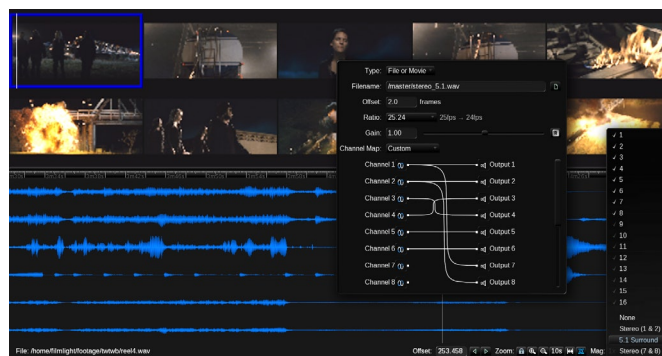 Type: File or Movie
Filename: /master/stereo_5.1.wav
Offset: 2.0 frames
Ratio: 25:24 25fps → 24fps
Gain: 1.00
Channel Map: Custom
Channel 1 Output 1
Channel 2 Output 2
Channel 3 Output 3
Channel 4 Output 4
Channel 5 Output 5
Channel 6 Output 6
Channel 7 Output 7
Channel 8 Output 8
✓ 1
✓ 2
✓ 3
✓ 4
✓ 5
✓ 6
✓ 7
✓ 8
9
10
11
12
13
14
15
16
None
Stereo (1 & 2)
5.1 Surround
Stereo (7 & 8)
File: /home/filmlight/footage/twtwb/reel4.wav Offset: 253.458 Zoom: 10s Mag: